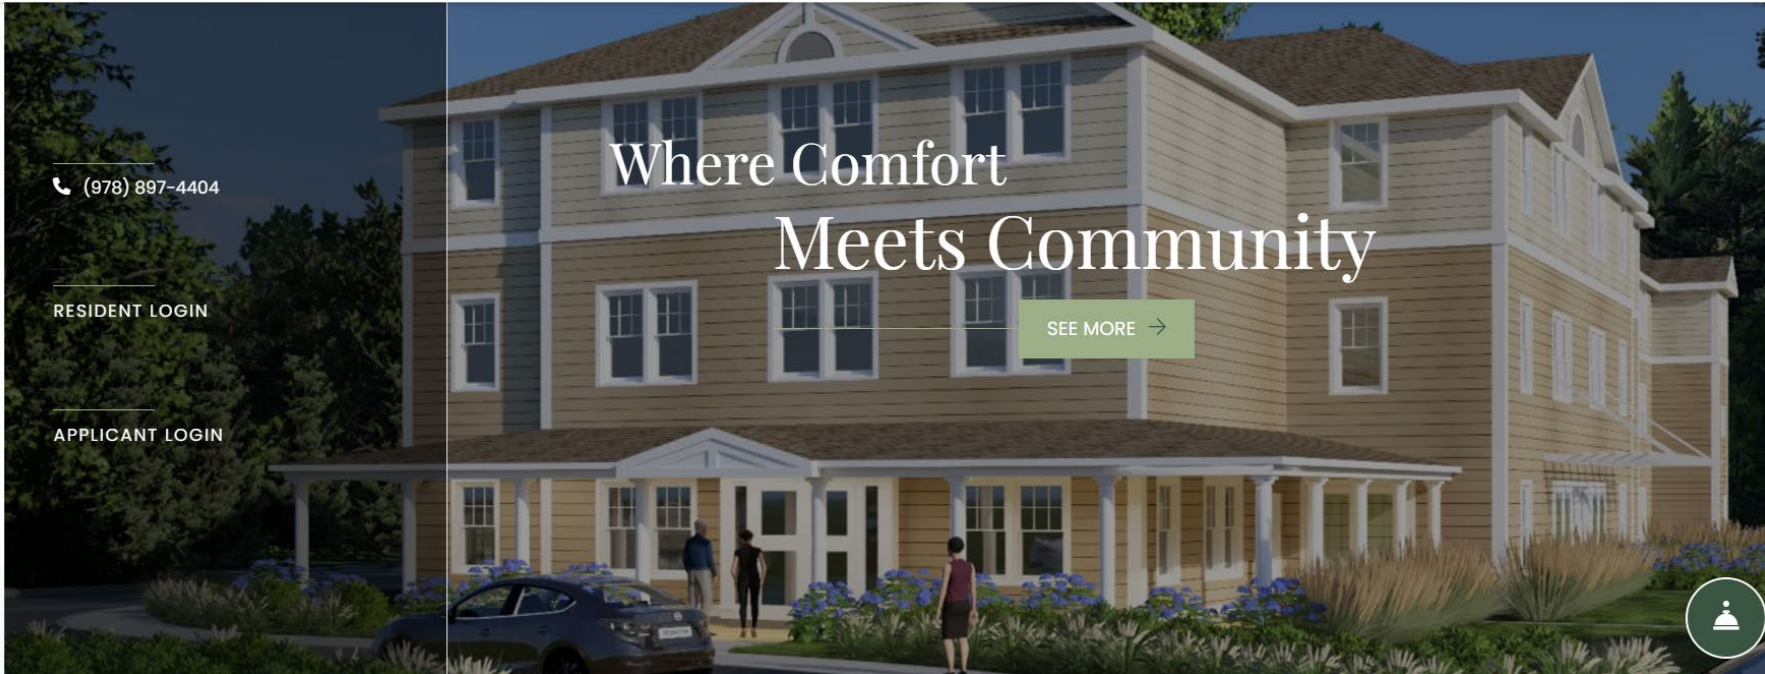 (978) 897-4404
RESIDENT LOGIN
APPLICANT LOGIN
Where Comfort
Meets Community
SEE MORE